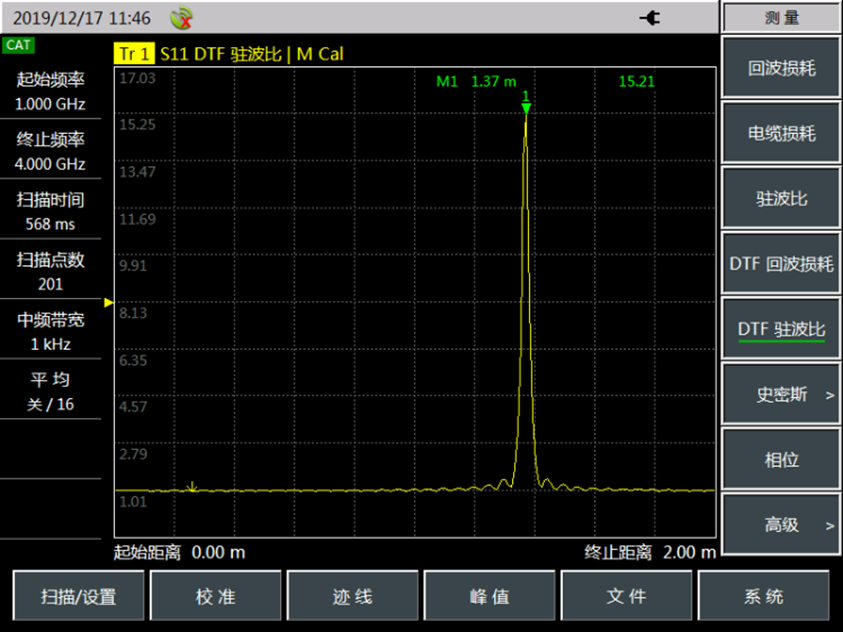 2019/12/17 11:46
测 量
CAT
Tr 1 S11 DTF 驻波比 | M Cal
起始频率
1.000 GHz
终止频率
4.000 GHz
扫描时间
568 ms
扫描点数
201
中频带宽
1 kHz
平 均
关 / 16
17.03
M1 1.37 m 15.21
1
15.25
13.47
11.69
9.91
8.13
6.35
4.57
2.79
1.01
起始距离 0.00 m
终止距离 2.00 m
回波损耗
电缆损耗
驻波比
DTF 回波损耗
DTF 驻波比
史密斯 >
相位
高级 >
扫描/设置
校 准
迹 线
峰 值
文 件
系 统